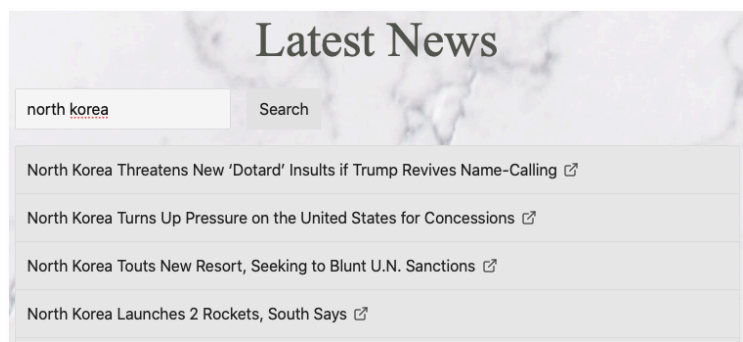 Latest News
north korea
Search
North Korea Threatens New ‘Dotard’ Insults if Trump Revives Name-Calling
North Korea Turns Up Pressure on the United States for Concessions
North Korea Touts New Resort, Seeking to Blunt U.N. Sanctions
North Korea Launches 2 Rockets, South Says